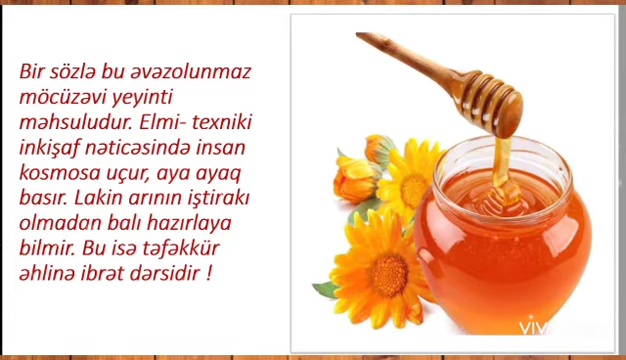 Bir sözlə bu əvəzolunmaz
möcüzəvi yeyinti
məhsuludur. Elmi- texniki
inkişaf nəticəsində insan
kosmosa uçur, aya ayaq
basır. Lakin arının iştirakı
olmadan balı hazırlaya
bilmir. Bu isə təfəkkür
əhlinə ibrət dərsidir !